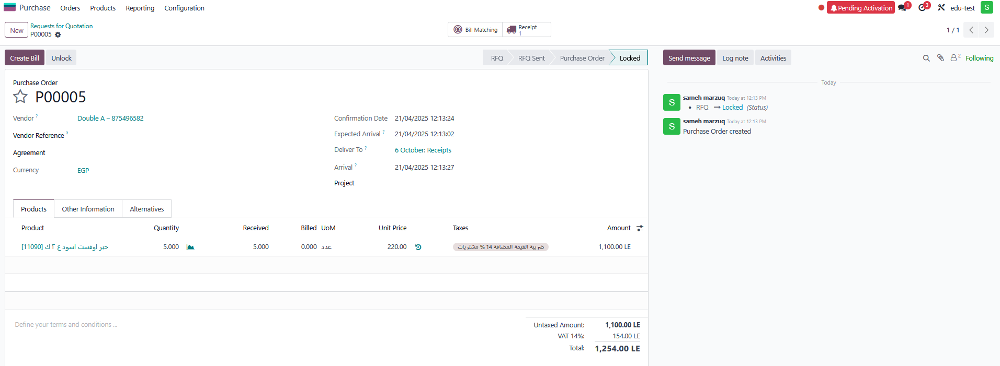 Purchase Orders Products Reporting Configuration
Pending Activation 1 3 edu-test S
New
Requests for Quotation
P00005
Bill Matching
Receipt
1
1 / 1
Create Bill Unlock
RFQ RFQ Sent Purchase Order Locked
Send message Log note Activities
2 Following
Purchase Order
P00005
Vendor ? Double A – 875496582
Vendor Reference ?
Agreement
Currency EGP
Confirmation Date 21/04/2025 12:13:24
Expected Arrival ? 21/04/2025 12:13:02
Deliver To ? 6 October: Receipts
Arrival ? 21/04/2025 12:13:27
Project
Products Other Information Alternatives
Product Quantity Received Billed UoM Unit Price Taxes Amount
[11090] حبر اوفست اسود ع ٢ ك 5.000 5.000 0.000 عدد 220.00 ضريبة القيمة المضافة 14 % مشتريات 1,100.00 LE
Define your terms and conditions ...
Untaxed Amount: 1,100.00 LE
VAT 14%: 154.00 LE
Total: 1,254.00 LE
Today
S
sameh marzuq Today at 12:13 PM
• RFQ → Locked (Status)
S
sameh marzuq Today at 12:13 PM
Purchase Order created